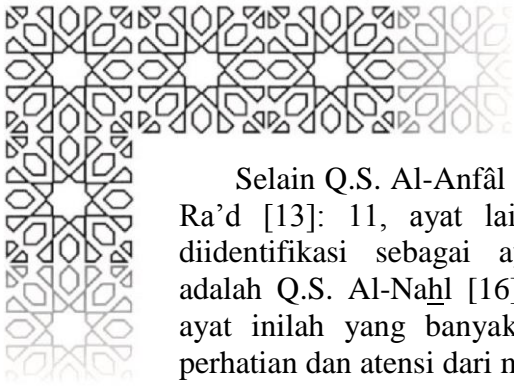 Selain Q.S. Al-Anfâl
Ra’d [13]: 11, ayat lai
diidentifikasi sebagai a
adalah Q.S. Al-Nahl [16]
ayat inilah yang banyak
perhatian dan atensi dari